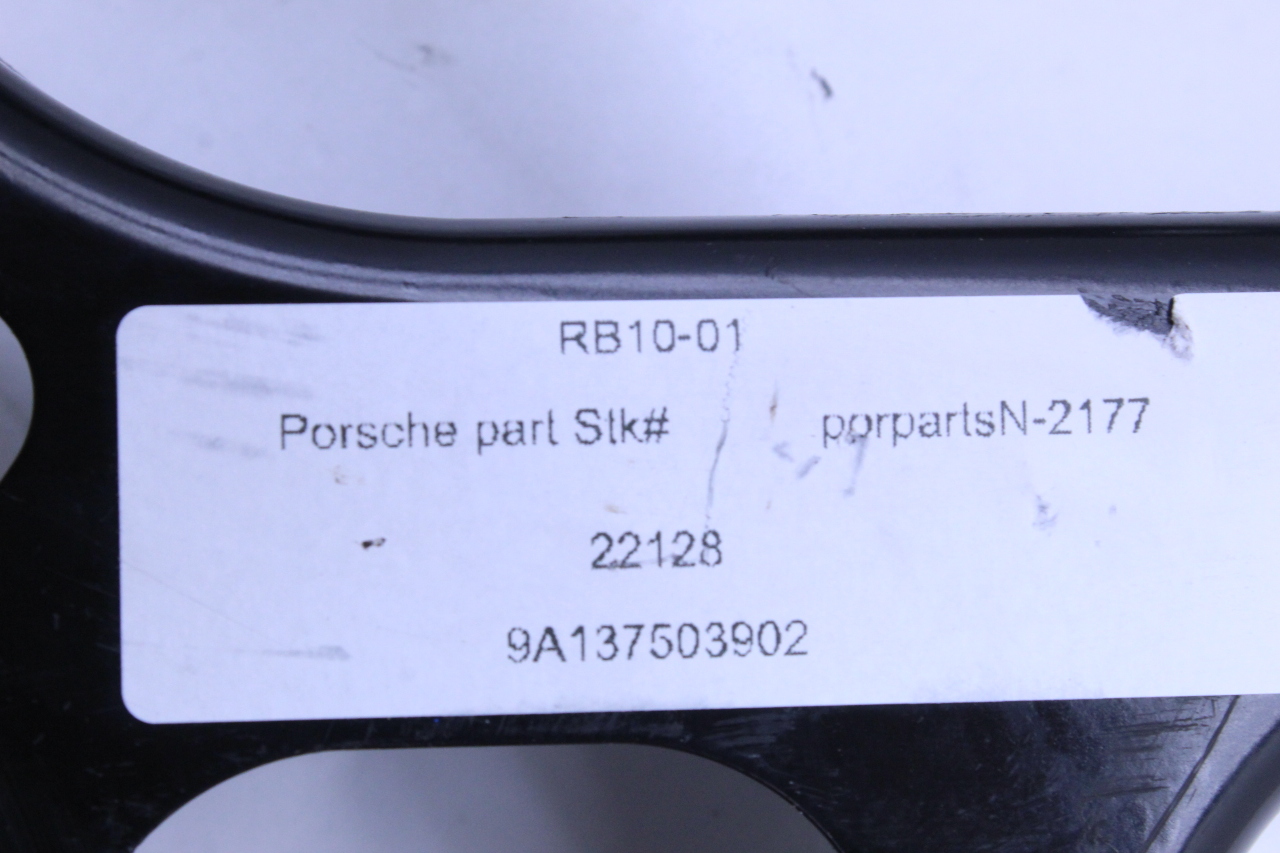 RB10-01
Porsche part Stk# porpartsN-2177
22128
9A137503902